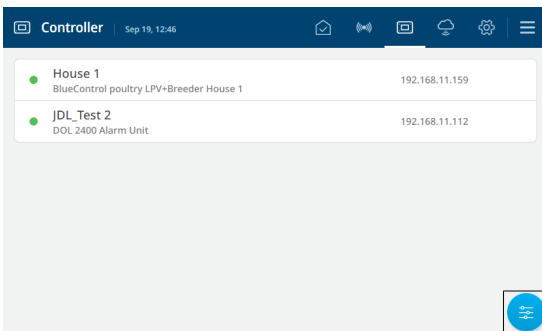 Controller Sep 19, 12:46
House 1
BlueControl poultry LPV+Breeder House 1
192.168.11.159
JDL_Test 2
DOL 2400 Alarm Unit
192.168.11.112